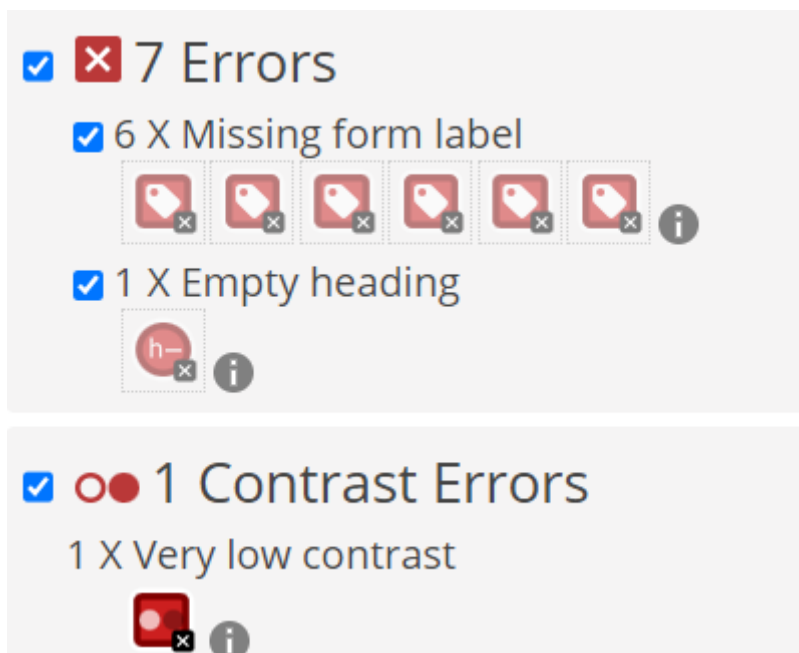 7 Errors
6 X Missing form label
1 X Empty heading
h-
1 Contrast Errors
1 X Very low contrast